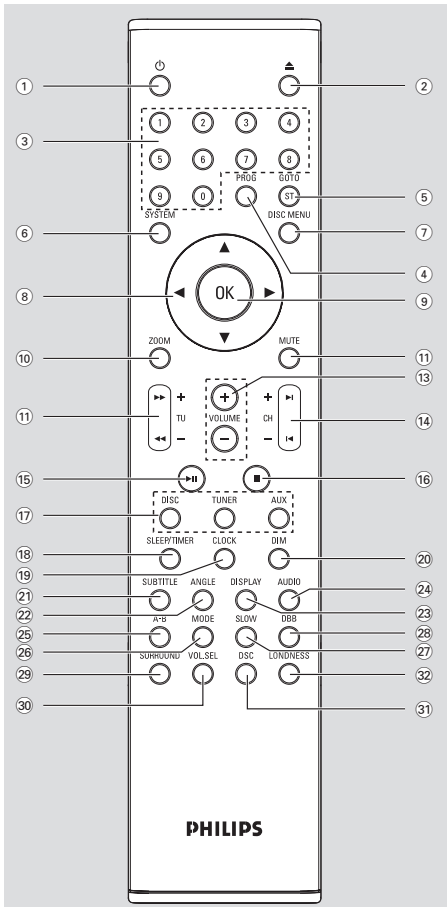 ① ②
③ 1 2 3 4
5 6 7 8
PROG GOTO
9 0 ST ⑤
SYSTEM DISC MENU
⑥ ⑦
④
⑧ OK ⑨
ZOOM MUTE
⑩ ⑪
⑬
+ + +
⑪ TU VOLUME CH ⑭
− − −
⑮ ⑯
DISC TUNER AUX
⑰
SLEEP/TIMER CLOCK DIM
⑱ ⑲ ⑳
SUBTITLE ANGLE DISPLAY AUDIO
㉑ ㉒ ㉓ ㉔
A-B MODE SLOW DBB
㉕ ㉖ ㉗ ㉘
SURROUND VOL.SEL DSC LONDNESS
㉙ ㉚ ㉛ ㉜
PHILIPS